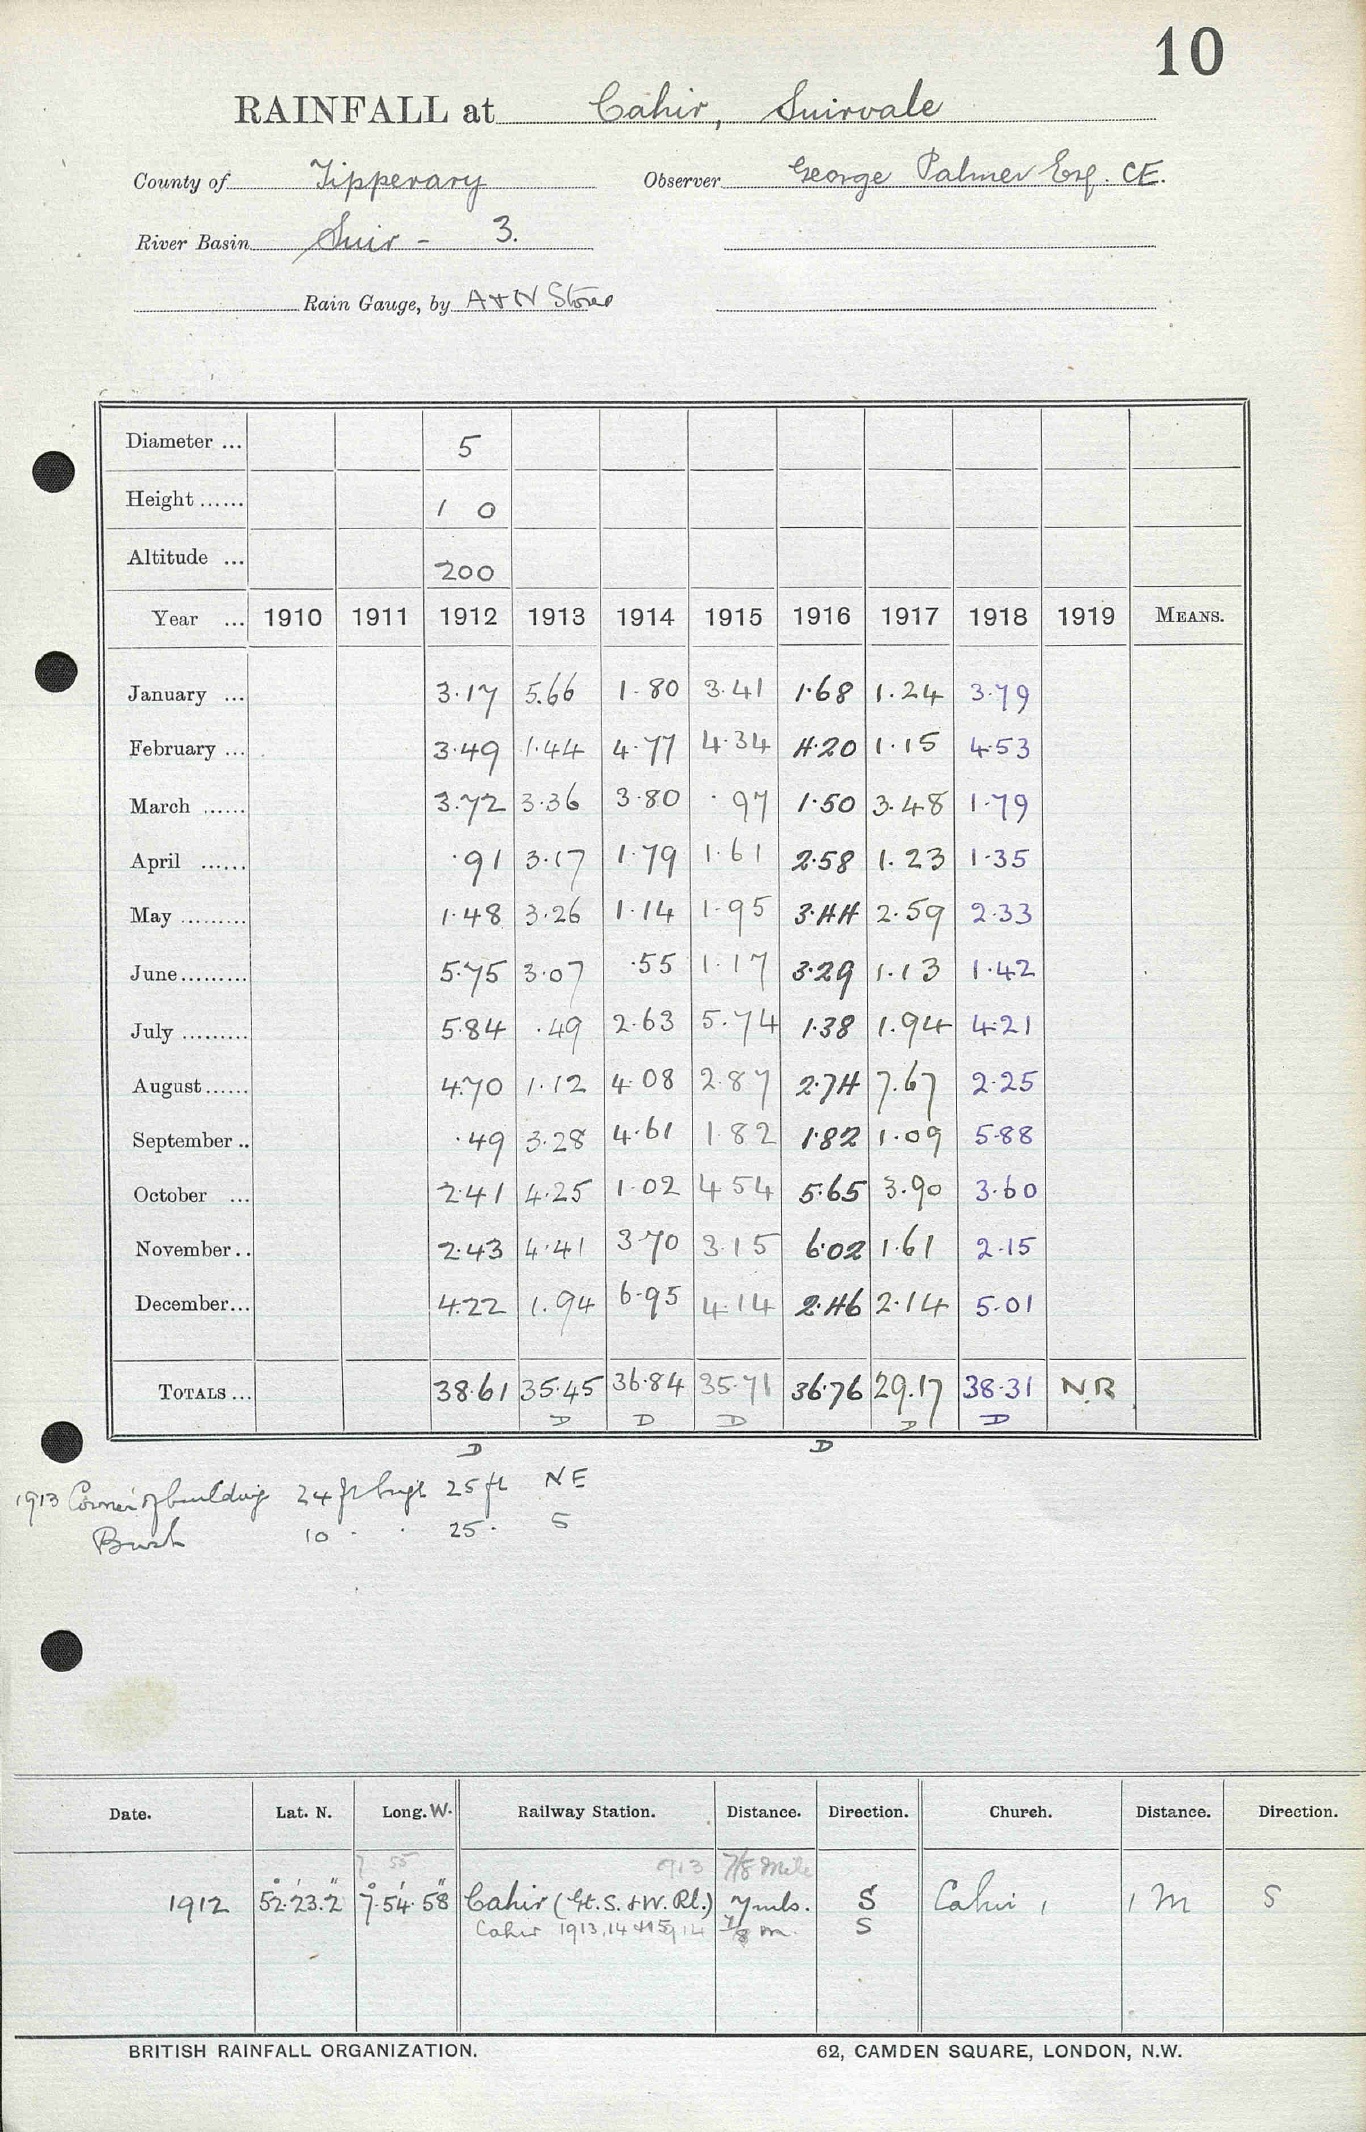 10
RAINFALL at Cahir, Suirvale
County of Tipperary Observer George Palmer Esq. CE.
River Basin Suir - 3.
Rain Gauge, by A & N Stores
Diameter ... 5
Height ...... 1 0
Altitude ... 200
Year ... 1910 1911 1912 1913 1914 1915 1916 1917 1918 1919 MEANS.
January ... 3.17 5.66 1.80 3.41 1.68 1.24 3.79
February ... 3.49 1.44 4.77 4.34 4.20 1.15 4.53
March ...... 3.72 3.36 3.80 .97 1.50 3.48 1.79
April ...... .91 3.17 1.79 1.61 2.58 1.23 1.35
May ......... 1.48 3.26 1.14 1.95 3.44 2.59 2.33
June ......... 5.75 3.07 .55 1.17 3.29 1.13 1.42
July ......... 5.84 .49 2.63 5.74 1.38 1.94 4.21
August ...... 4.70 1.12 4.08 2.87 2.74 7.67 2.25
September .. .49 3.28 4.61 1.82 1.82 1.09 5.88
October ... 2.41 4.25 1.02 4.54 5.65 3.90 3.60
November .. 2.43 4.41 3.70 3.15 6.02 1.61 2.15
December ... 4.22 1.94 6.95 4.14 2.46 2.14 5.01
TOTALS ... 38.61 35.45 36.84 35.71 36.76 29.17 38.31 NR
D D D D D
D D
1913 Corner of building 24 ft high 25 ft NE
Bush 10 . . 25 . S
Date. Lat. N. Long. W. Railway Station. Distance. Direction. Church. Distance. Direction.
7 55 1913 7/8 mile
1912 52° 23' 2" 7° 54' 58" Cahir (Gt. S. & W. Rl.) S Cahir, 1 M S
Cahir 1913, 14 7/8 m. S
BRITISH RAINFALL ORGANIZATION. 62, CAMDEN SQUARE, LONDON, N.W.